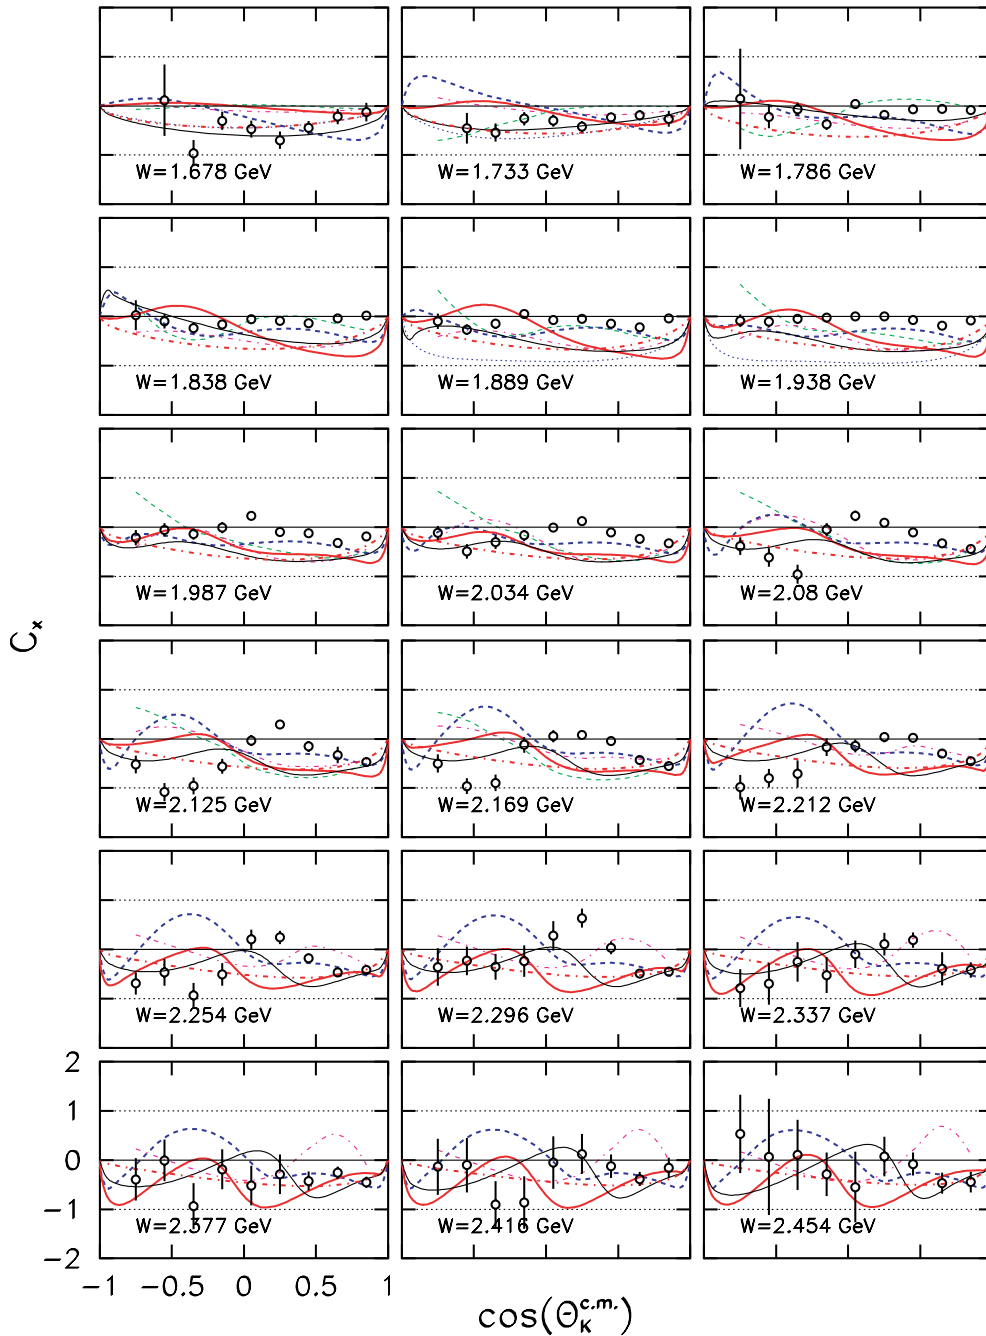 W=1.678 GeV
W=1.733 GeV
W=1.786 GeV
W=1.838 GeV
W=1.889 GeV
W=1.938 GeV
W=1.987 GeV
W=2.034 GeV
W=2.08 GeV
C_x
W=2.125 GeV
W=2.169 GeV
W=2.212 GeV
W=2.254 GeV
W=2.296 GeV
W=2.337 GeV
2
1
0
-1
-2
W=2.377 GeV
W=2.416 GeV
W=2.454 GeV
-1 -0.5 0 0.5 1
cos(Θ_K^{c.m.})